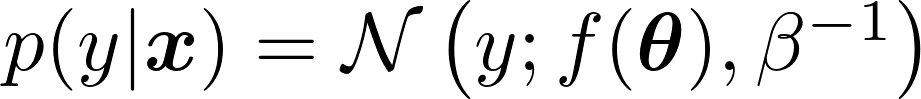 p(y|𝒙) = 𝒩 (y; f(𝜽), β⁻¹)